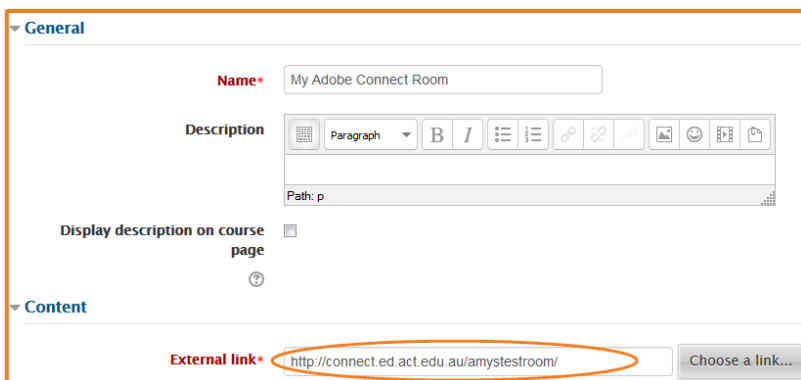 General
Name* My Adobe Connect Room
Description
Paragraph B I
Path: p
Display description on course
page
?
Content
External link* http://connect.ed.act.edu.au/amystestroom/ Choose a link...